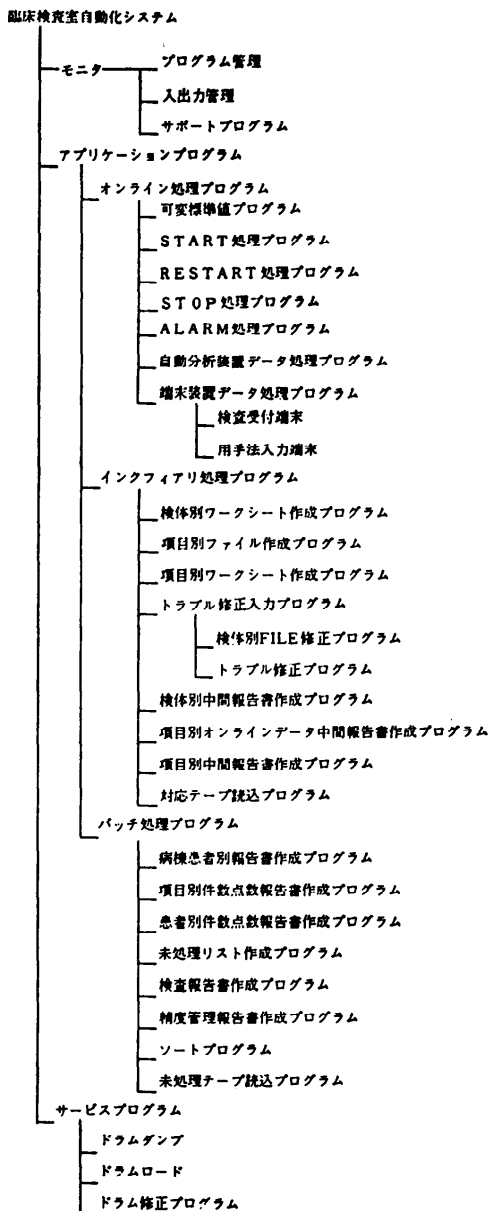 臨床検査室自動化システム
モニタ
プログラム管理
入出力管理
サポートプログラム
アプリケーションプログラム
オンライン処理プログラム
可変標準値プログラム
START処理プログラム
RESTART処理プログラム
STOP処理プログラム
ALARM処理プログラム
自動分析装置データ処理プログラム
端末装置データ処理プログラム
検査受付端末
用手法入力端末
インクフィアリ処理プログラム
検体別ワークシート作成プログラム
項目別ファイル作成プログラム
項目別ワークシート作成プログラム
トラブル修正入力プログラム
検体別FILE修正プログラム
トラブル修正プログラム
検体別中間報告書作成プログラム
項目別オンラインデータ中間報告書作成プログラム
項目別中間報告書作成プログラム
対応テープ読込プログラム
バッチ処理プログラム
病棟患者別報告書作成プログラム
項目別件数点数報告書作成プログラム
患者別件数点数報告書作成プログラム
未処理リスト作成プログラム
検査報告書作成プログラム
精度管理報告書作成プログラム
ソートプログラム
未処理テープ読込プログラム
サービスプログラム
ドラムダンプ
ドラムロード
ドラム修正プログラム